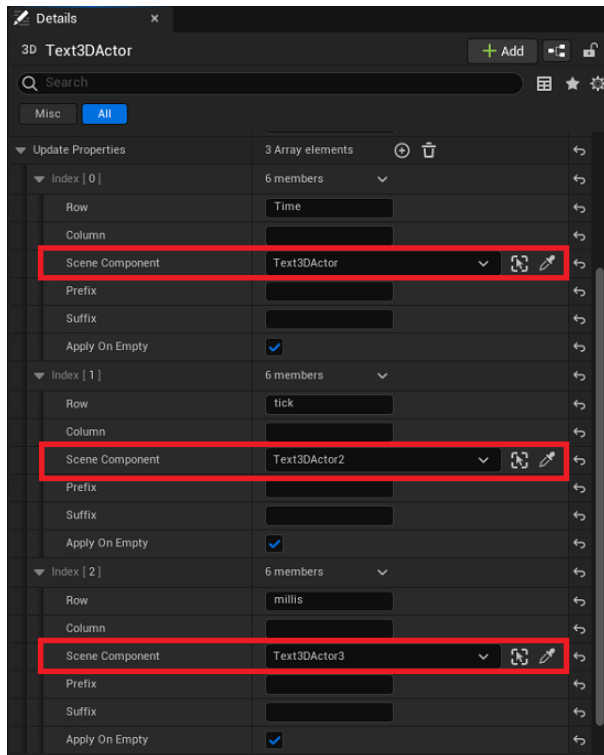 Details ×
3D Text3DActor + Add
Search
Misc All
Update Properties 3 Array elements
Index [ 0 ] 6 members
Row Time
Column
Scene Component Text3DActor
Prefix
Suffix
Apply On Empty
Index [ 1 ] 6 members
Row tick
Column
Scene Component Text3DActor2
Prefix
Suffix
Apply On Empty
Index [ 2 ] 6 members
Row millis
Column
Scene Component Text3DActor3
Prefix
Suffix
Apply On Empty